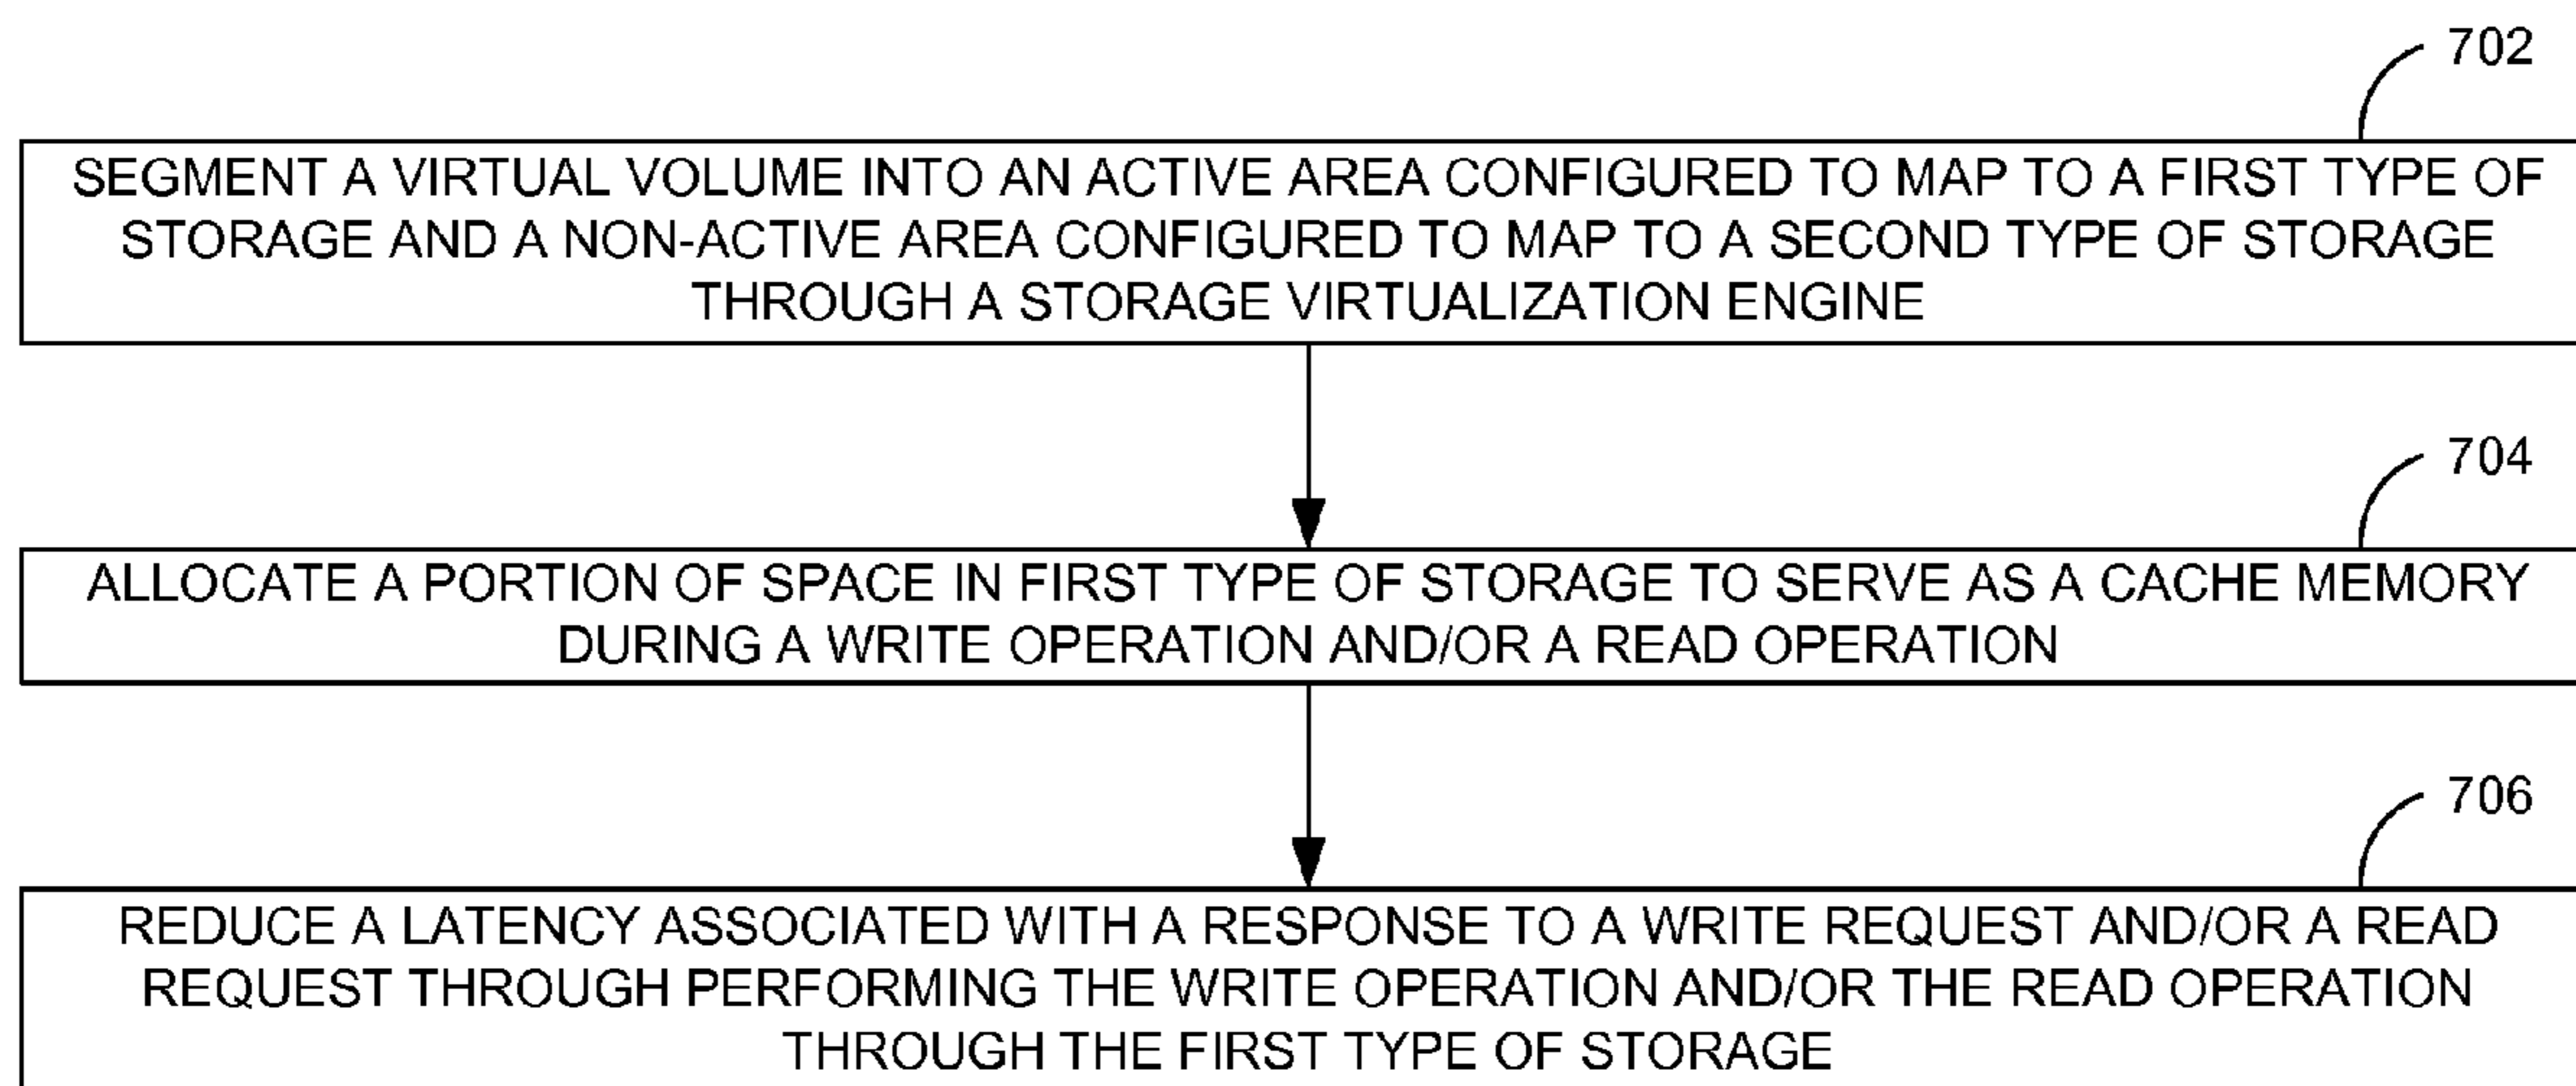 702
SEGMENT A VIRTUAL VOLUME INTO AN ACTIVE AREA CONFIGURED TO MAP TO A FIRST TYPE OF
STORAGE AND A NON-ACTIVE AREA CONFIGURED TO MAP TO A SECOND TYPE OF STORAGE
THROUGH A STORAGE VIRTUALIZATION ENGINE
704
ALLOCATE A PORTION OF SPACE IN FIRST TYPE OF STORAGE TO SERVE AS A CACHE MEMORY
DURING A WRITE OPERATION AND/OR A READ OPERATION
706
REDUCE A LATENCY ASSOCIATED WITH A RESPONSE TO A WRITE REQUEST AND/OR A READ
REQUEST THROUGH PERFORMING THE WRITE OPERATION AND/OR THE READ OPERATION
THROUGH THE FIRST TYPE OF STORAGE